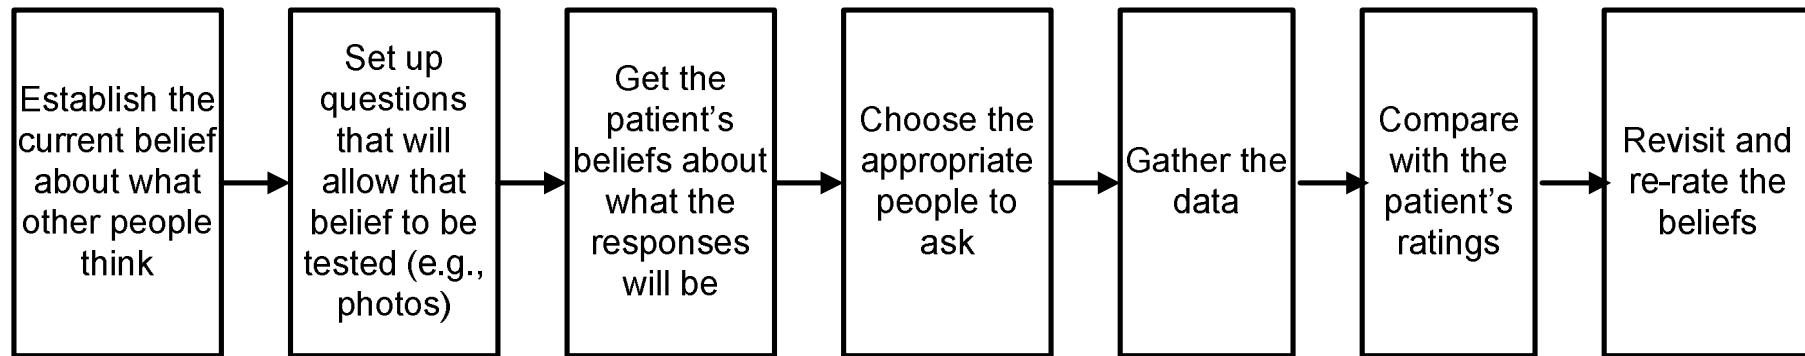 Establish the
current belief
about what
other people
think
Set up
questions
that will
allow that
belief to be
tested (e.g.,
photos)
Get the
patient’s
beliefs about
what the
responses
will be
Choose the
appropriate
people to
ask
Gather the
data
Compare
with the
patient’s
ratings
Revisit and
re-rate the
beliefs